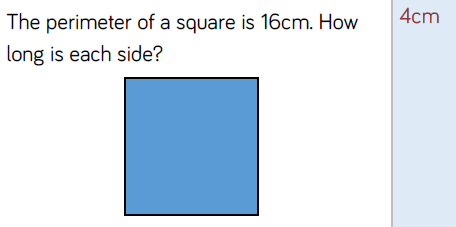 The perimeter of a square is 16cm. How
long is each side?
4cm